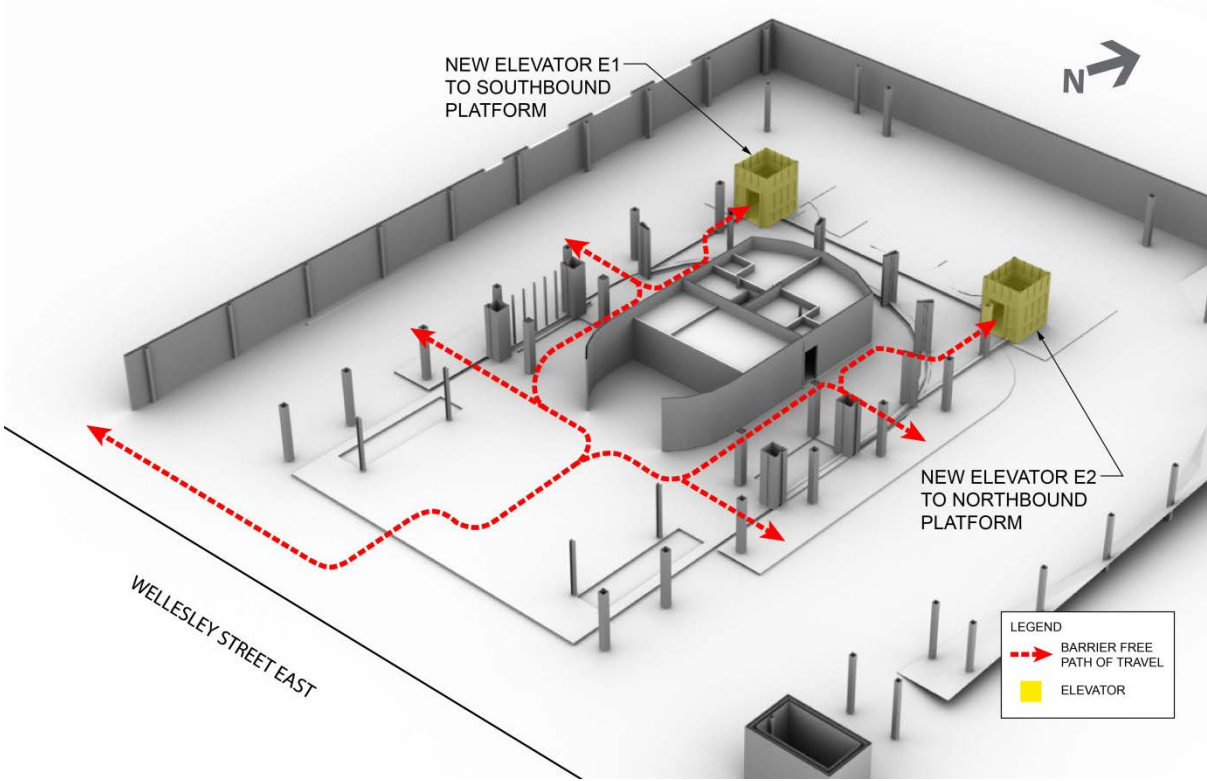 NEW ELEVATOR E1
TO SOUTHBOUND
PLATFORM
N
NEW ELEVATOR E2
TO NORTHBOUND
PLATFORM
WELLESLEY STREET EAST
LEGEND
BARRIER FREE
PATH OF TRAVEL
ELEVATOR